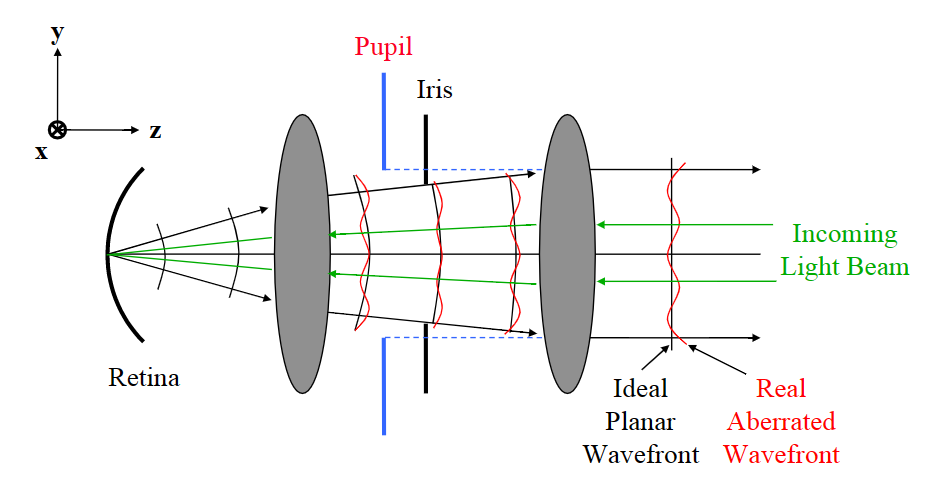 y
Pupil
Iris
z
x
Incoming
Light Beam
Retina
Ideal
Planar
Wavefront
Real
Aberrated
Wavefront